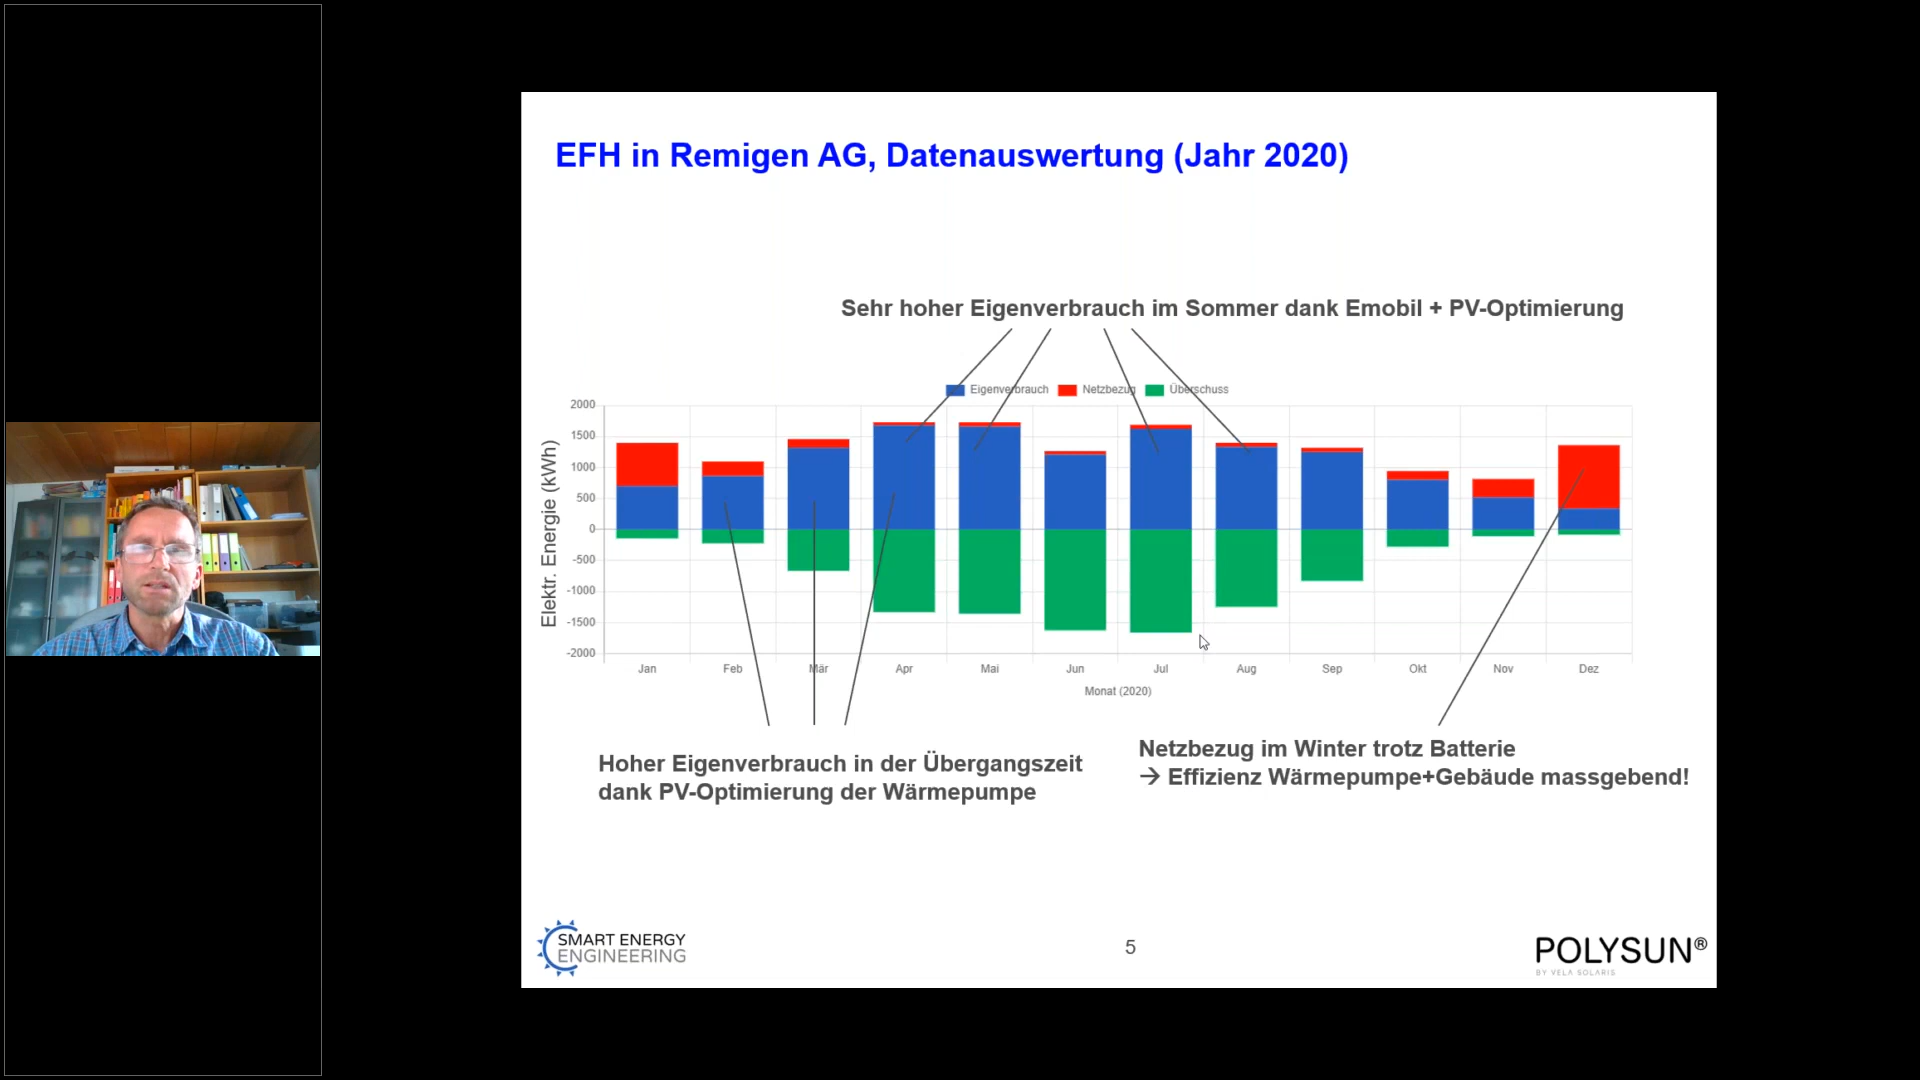 EFH in Remigen AG, Datenauswertung (Jahr 2020)
Sehr hoher Eigenverbrauch im Sommer dank Emobil + PV-Optimierung
Eigenverbrauch Netzbezug Überschuss
Elektr. Energie (kWh)
2000
1500
1000
500
0
-500
-1000
-1500
-2000
Jan Feb Mär Apr Mai Jun Jul Aug Sep Okt Nov Dez
Monat (2020)
Hoher Eigenverbrauch in der Übergangszeit
dank PV-Optimierung der Wärmepumpe
Netzbezug im Winter trotz Batterie
→ Effizienz Wärmepumpe+Gebäude massgebend!
SMART ENERGY
ENGINEERING
5
POLYSUN®
BY VELA SOLARIS